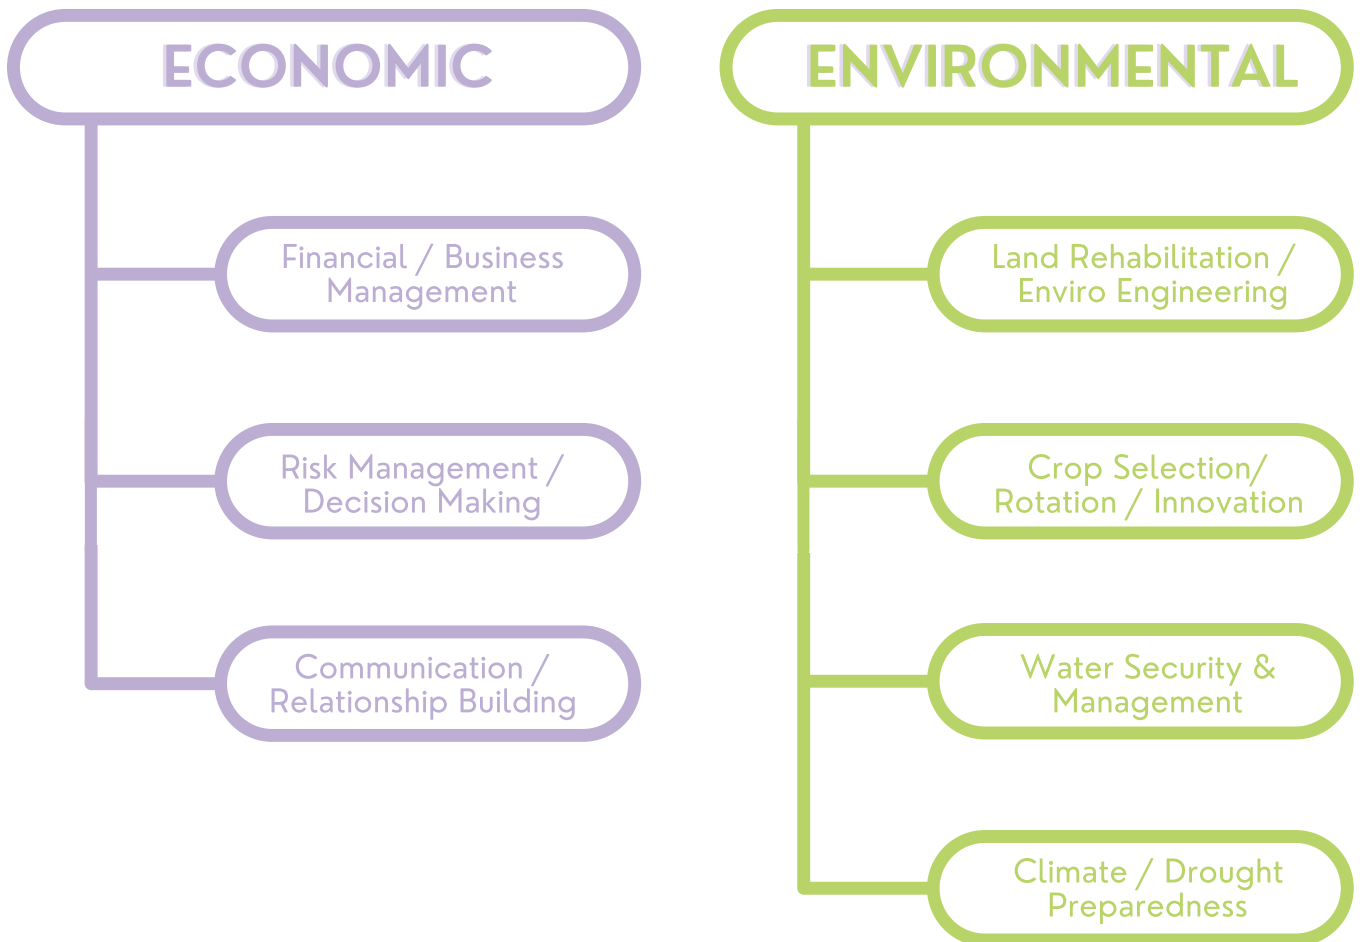 ECONOMIC
Financial / Business
Management
Risk Management /
Decision Making
Communication /
Relationship Building
ENVIRONMENTAL
Land Rehabilitation /
Enviro Engineering
Crop Selection/
Rotation / Innovation
Water Security &
Management
Climate / Drought
Preparedness